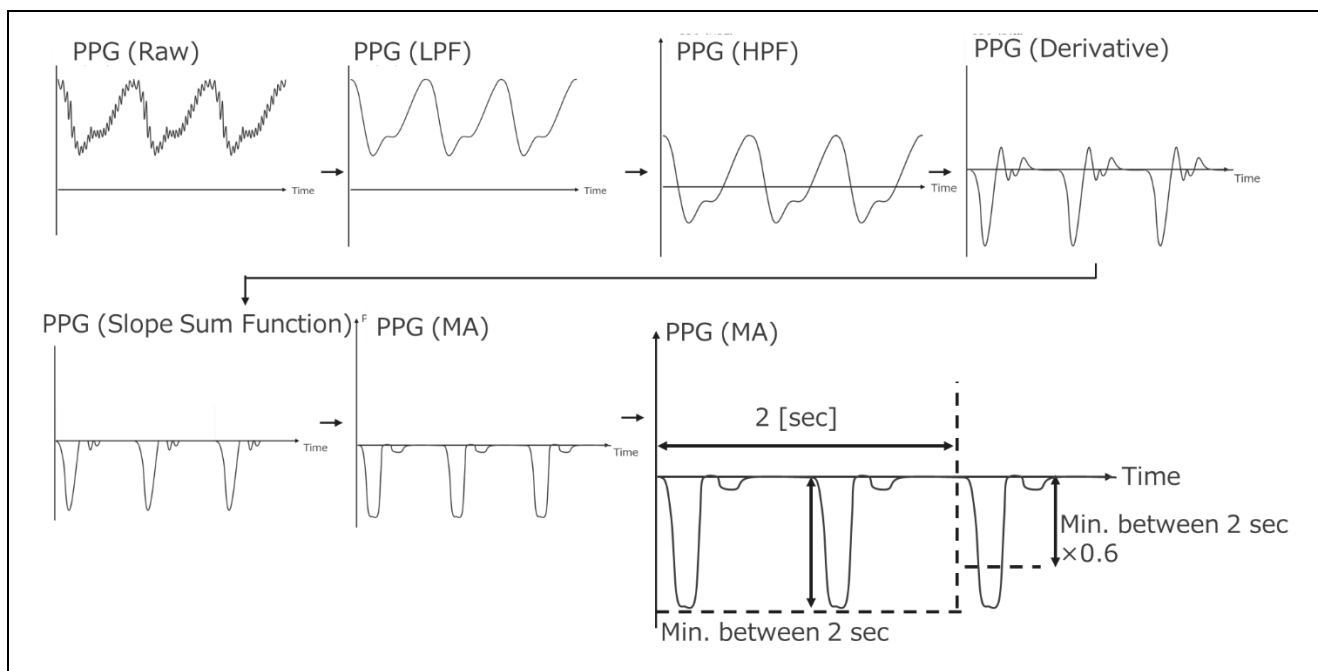 PPG (Raw)
Time
PPG (LPF)
Time
PPG (HPF)
Time
PPG (Derivative)
Time
PPG (Slope Sum Function)
Time
PPG (MA)
Time
PPG (MA)
2 [sec]
Time
Min. between 2 sec
×0.6
Min. between 2 sec